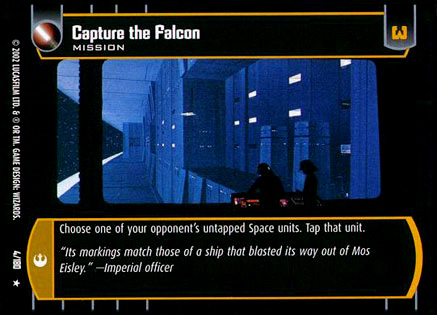 Capture the Falcon
MISSION
3
Choose one of your opponent's untapped Space units. Tap that unit.
"Its markings match those of a ship that blasted its way out of Mos
Eisley." —Imperial officer
© 2002 LUCASFILM LTD. & ® OR TM. GAME DESIGN: WIZARDS.
4/180